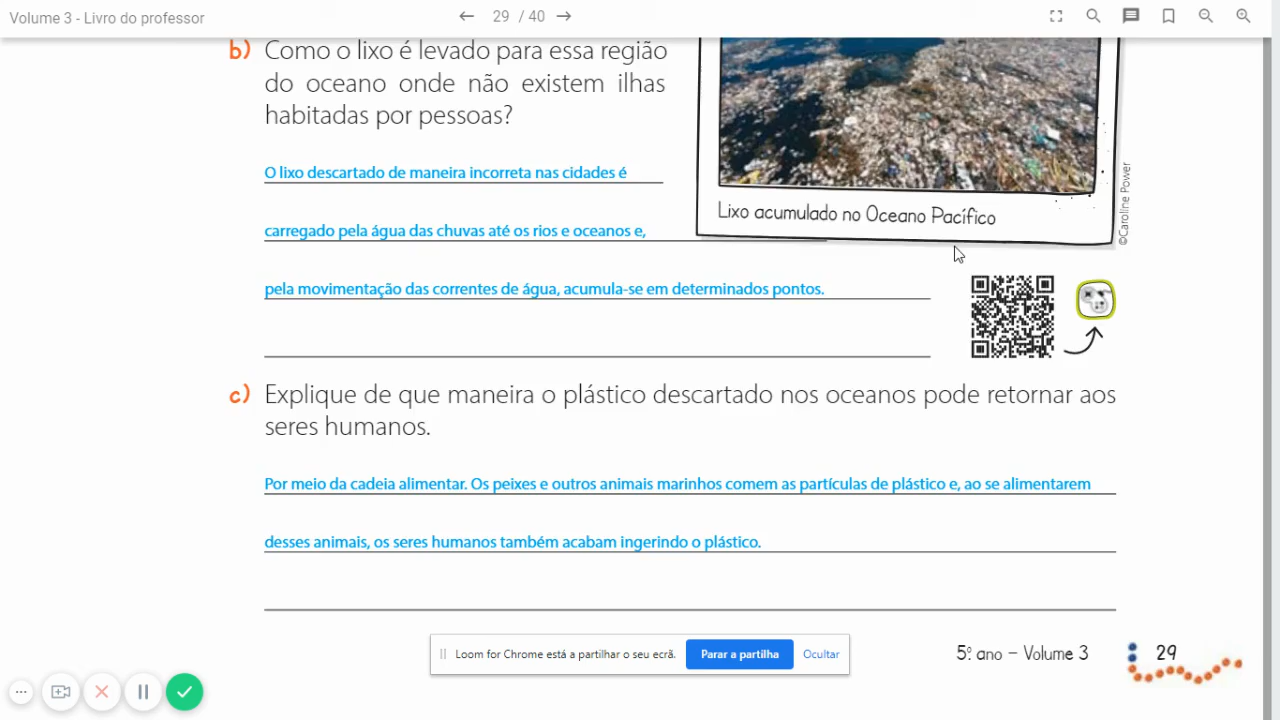 Volume 3 - Livro do professor
29 / 40
b) Como o lixo é levado para essa região
do oceano onde não existem ilhas
habitadas por pessoas?
O lixo descartado de maneira incorreta nas cidades é
carregado pela água das chuvas até os rios e oceanos e,
pela movimentação das correntes de água, acumula-se em determinados pontos.
Lixo acumulado no Oceano Pacífico
©Caroline Power
c) Explique de que maneira o plástico descartado nos oceanos pode retornar aos
seres humanos.
Por meio da cadeia alimentar. Os peixes e outros animais marinhos comem as partículas de plástico e, ao se alimentarem
desses animais, os seres humanos também acabam ingerindo o plástico.
Loom for Chrome está a partilhar o seu ecrã. Parar a partilha Ocultar
5º ano – Volume 3 29